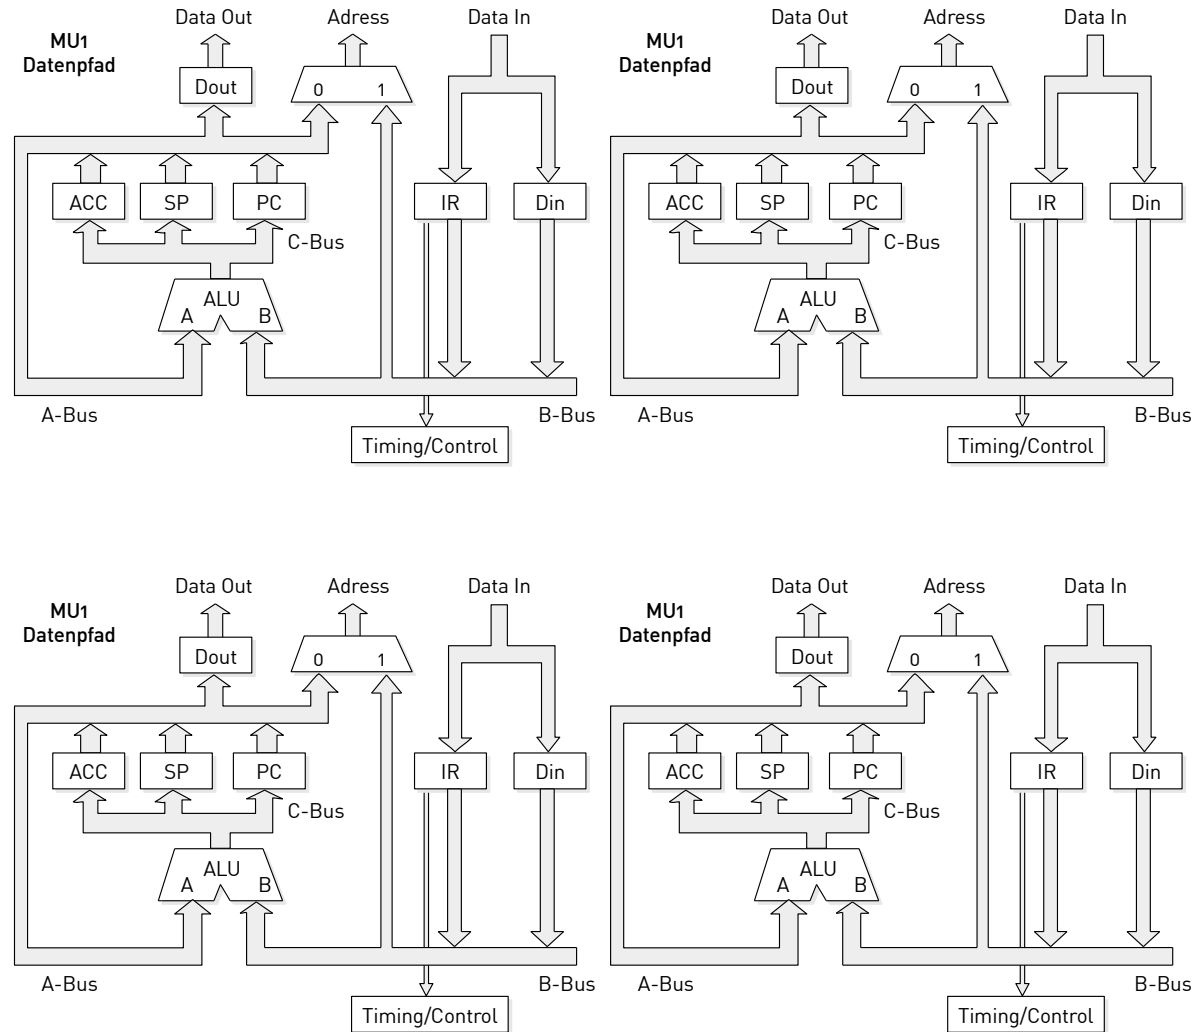 Data Out Adress Data In
MU1
Datenpfad
Dout
0 1
ACC SP PC IR Din
C-Bus
ALU
A B
A-Bus B-Bus
Timing/Control
Data Out Adress Data In
MU1
Datenpfad
Dout
0 1
ACC SP PC IR Din
C-Bus
ALU
A B
A-Bus B-Bus
Timing/Control
Data Out Adress Data In
MU1
Datenpfad
Dout
0 1
ACC SP PC IR Din
C-Bus
ALU
A B
A-Bus B-Bus
Timing/Control
Data Out Adress Data In
MU1
Datenpfad
Dout
0 1
ACC SP PC IR Din
C-Bus
ALU
A B
A-Bus B-Bus
Timing/Control